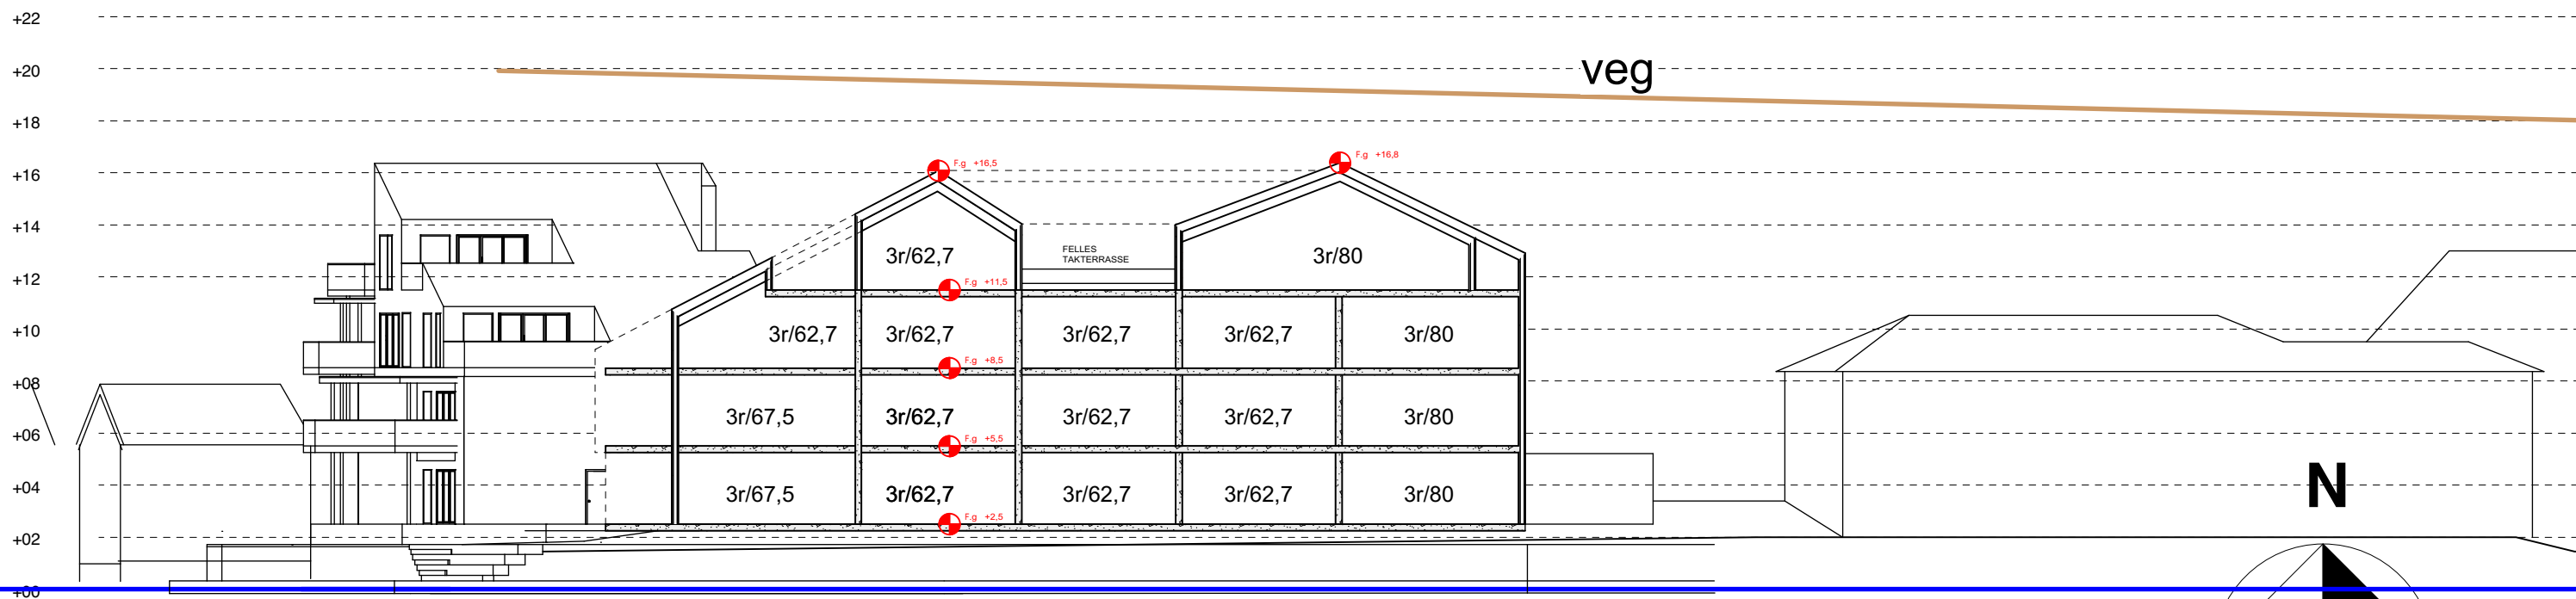 +22
+20
veg
+18
F.g +16,8
F.g +16,5
+16
+14
FELLES
TAKTERRASSE
3r/62,7
3r/80
+12
F.g +11,5
+10
3r/62,7 3r/62,7 3r/62,7 3r/62,7 3r/80
F.g +8,5
+08
3r/67,5 3r/62,7 3r/62,7 3r/62,7 3r/80
+06
F.g +5,5
+04
3r/67,5 3r/62,7 3r/62,7 3r/62,7 3r/80
N
F.g +2,5
+02
+00